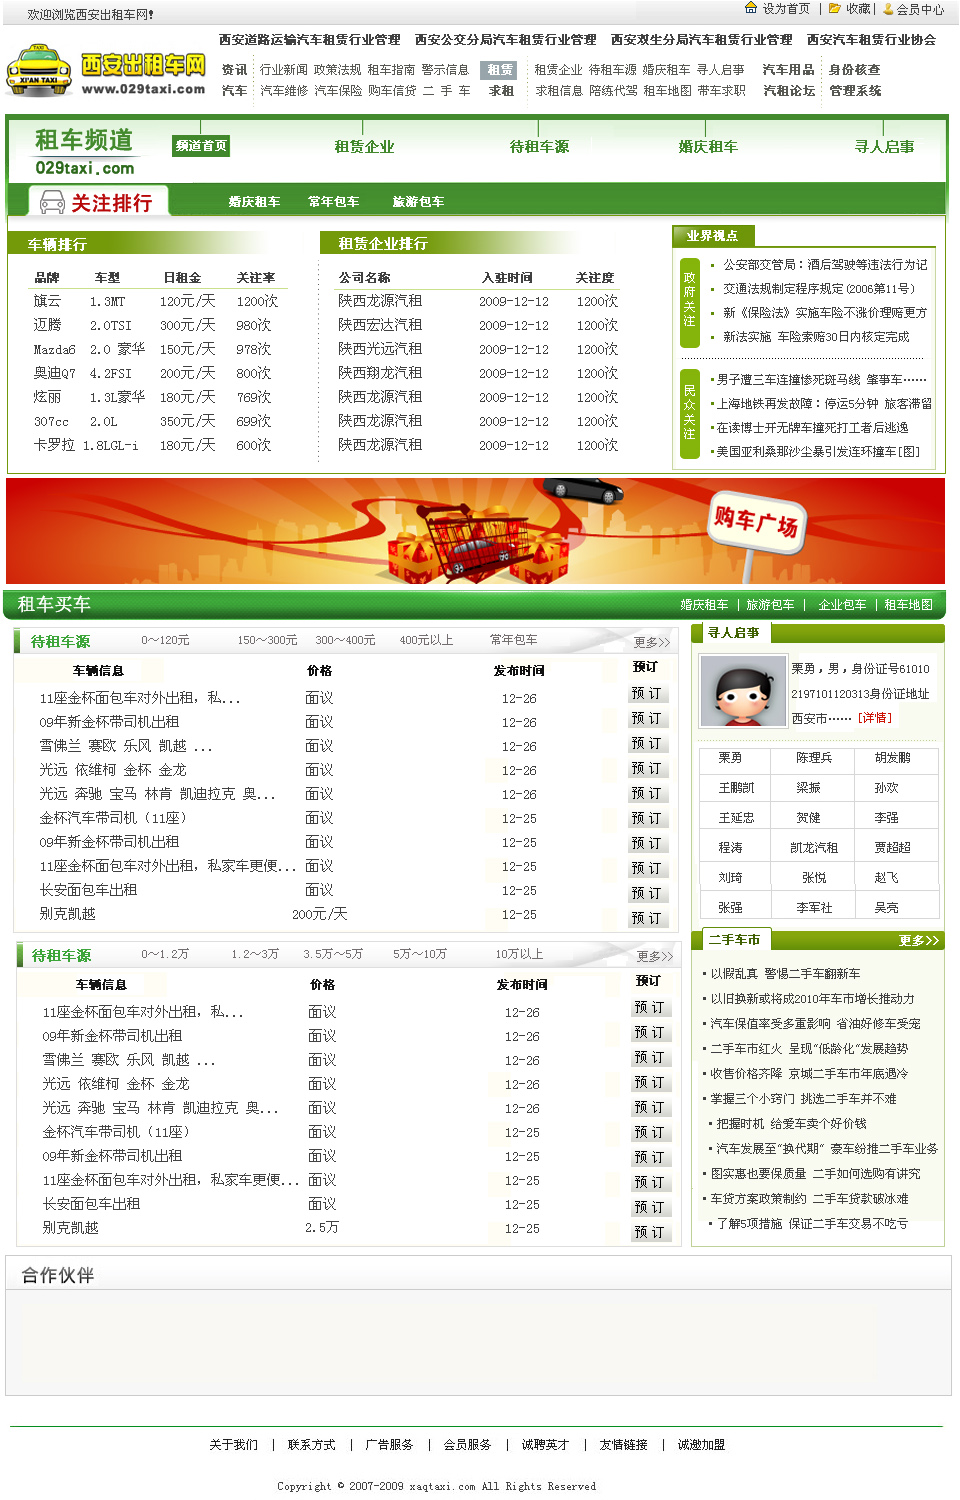 欢迎浏览西安出租车网! 设为首页 | 收藏 | 会员中心
西安道路运输汽车租赁行业管理 西安公交分局汽车租赁行业管理 西安双生分局汽车租赁行业管理 西安汽车租赁行业协会
XI'AN TAXI 西安出租车网 www.029taxi.com
资讯 行业新闻 政策法规 租车指南 警示信息 租赁 租赁企业 待租车源 婚庆租车 寻人启事 汽车用品 身份核查
汽车 汽车维修 汽车保险 购车信贷 二 手 车 求租 求租信息 陪练代驾 租车地图 带车求职 汽租论坛 管理系统
租车频道 029taxi.com
频道首页 租赁企业 待租车源 婚庆租车 寻人启事
关注排行 婚庆租车 常年包车 旅游包车
车辆排行
品牌 车型 日租金 关注率
旗云 1.3MT 120元/天 1200次
迈腾 2.0TSI 300元/天 980次
Mazda6 2.0 豪华 150元/天 978次
奥迪Q7 4.2FSI 200元/天 800次
炫丽 1.3L豪华 180元/天 769次
307cc 2.0L 350元/天 699次
卡罗拉 1.8LGL-i 180元/天 600次
租赁企业排行
公司名称 入驻时间 关注度
陕西龙源汽租 2009-12-12 1200次
陕西宏达汽租 2009-12-12 1200次
陕西光远汽租 2009-12-12 1200次
陕西翔龙汽租 2009-12-12 1200次
陕西龙源汽租 2009-12-12 1200次
陕西龙源汽租 2009-12-12 1200次
陕西龙源汽租 2009-12-12 1200次
业界视点
政府关注
公安部交管局：酒后驾驶等违法行为记
交通法规制定程序规定(2006第11号)
新《保险法》实施车险不涨价理赔更方
新法实施 车险索赔30日内核定完成
民众关注
男子遭三车连撞惨死斑马线 肇事车……
上海地铁再发故障：停运5分钟 旅客滞留
在读博士开无牌车撞死打工者后逃逸
美国亚利桑那沙尘暴引发连环撞车[图]
购车广场
租车买车 婚庆租车 | 旅游包车 | 企业包车 | 租车地图
待租车源 0～120元 150～300元 300～400元 400元以上 常年包车 更多>>
车辆信息 价格 发布时间 预订
11座金杯面包车对外出租，私... 面议 12-26 预 订
09年新金杯带司机出租 面议 12-26 预 订
雪佛兰 赛欧 乐风 凯越 ... 面议 12-26 预 订
光远 依维柯 金杯 金龙 面议 12-26 预 订
光远 奔驰 宝马 林肯 凯迪拉克 奥... 面议 12-26 预 订
金杯汽车带司机（11座） 面议 12-25 预 订
09年新金杯带司机出租 面议 12-25 预 订
11座金杯面包车对外出租，私家车更便... 面议 12-25 预 订
长安面包车出租 面议 12-25 预 订
别克凯越 200元/天 12-25 预 订
待租车源 0～1.2万 1.2～3万 3.5万～5万 5万～10万 10万以上 更多>>
车辆信息 价格 发布时间 预订
11座金杯面包车对外出租，私... 面议 12-26 预 订
09年新金杯带司机出租 面议 12-26 预 订
雪佛兰 赛欧 乐风 凯越 ... 面议 12-26 预 订
光远 依维柯 金杯 金龙 面议 12-26 预 订
光远 奔驰 宝马 林肯 凯迪拉克 奥... 面议 12-26 预 订
金杯汽车带司机（11座） 面议 12-25 预 订
09年新金杯带司机出租 面议 12-25 预 订
11座金杯面包车对外出租，私家车更便... 面议 12-25 预 订
长安面包车出租 面议 12-25 预 订
别克凯越 2.5万 12-25 预 订
寻人启事
栗勇，男，身份证号61010
2197101120313身份证地址
西安市…… [详情]
栗勇 陈理兵 胡发鹏
王鹏凯 梁振 孙欢
王延忠 贺健 李强
程涛 凯龙汽租 贾超超
刘琦 张悦 赵飞
张强 李军社 吴亮
二手车市 更多>>
以假乱真 警惕二手车翻新车
以旧换新或将成2010年车市增长推动力
汽车保值率受多重影响 省油好修车受宠
二手车市红火 呈现"低龄化"发展趋势
收售价格齐降 京城二手车市年底遇冷
掌握三个小窍门 挑选二手车并不难
把握时机 给爱车卖个好价钱
汽车发展至"换代期" 豪车纷推二手车业务
图实惠也要保质量 二手如何选购有讲究
车贷方案政策制约 二手车贷款破冰难
了解5项措施 保证二手车交易不吃亏
合作伙伴
关于我们 | 联系方式 | 广告服务 | 会员服务 | 诚聘英才 | 友情链接 | 诚邀加盟
Copyright © 2007-2009 xaqtaxi.com All Rights Reserved